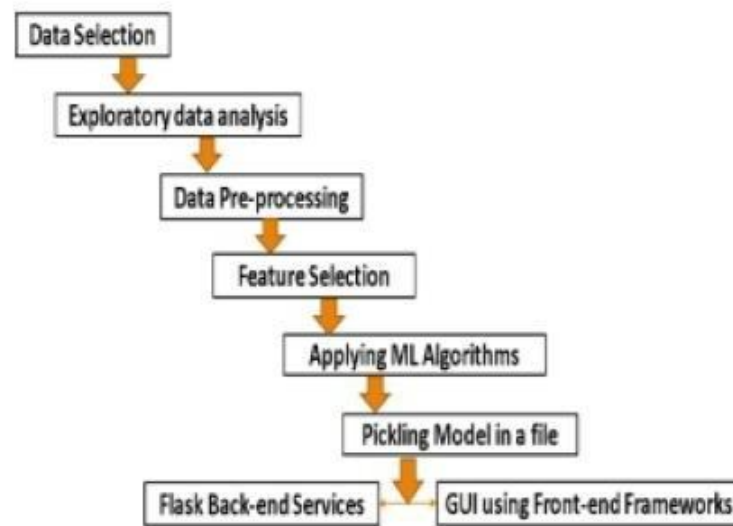 Data Selection
Exploratory data analysis
Data Pre-processing
Feature Selection
Applying ML Algorithms
Pickling Model in a file
Flask Back-end Services
GUI using Front-end Frameworks